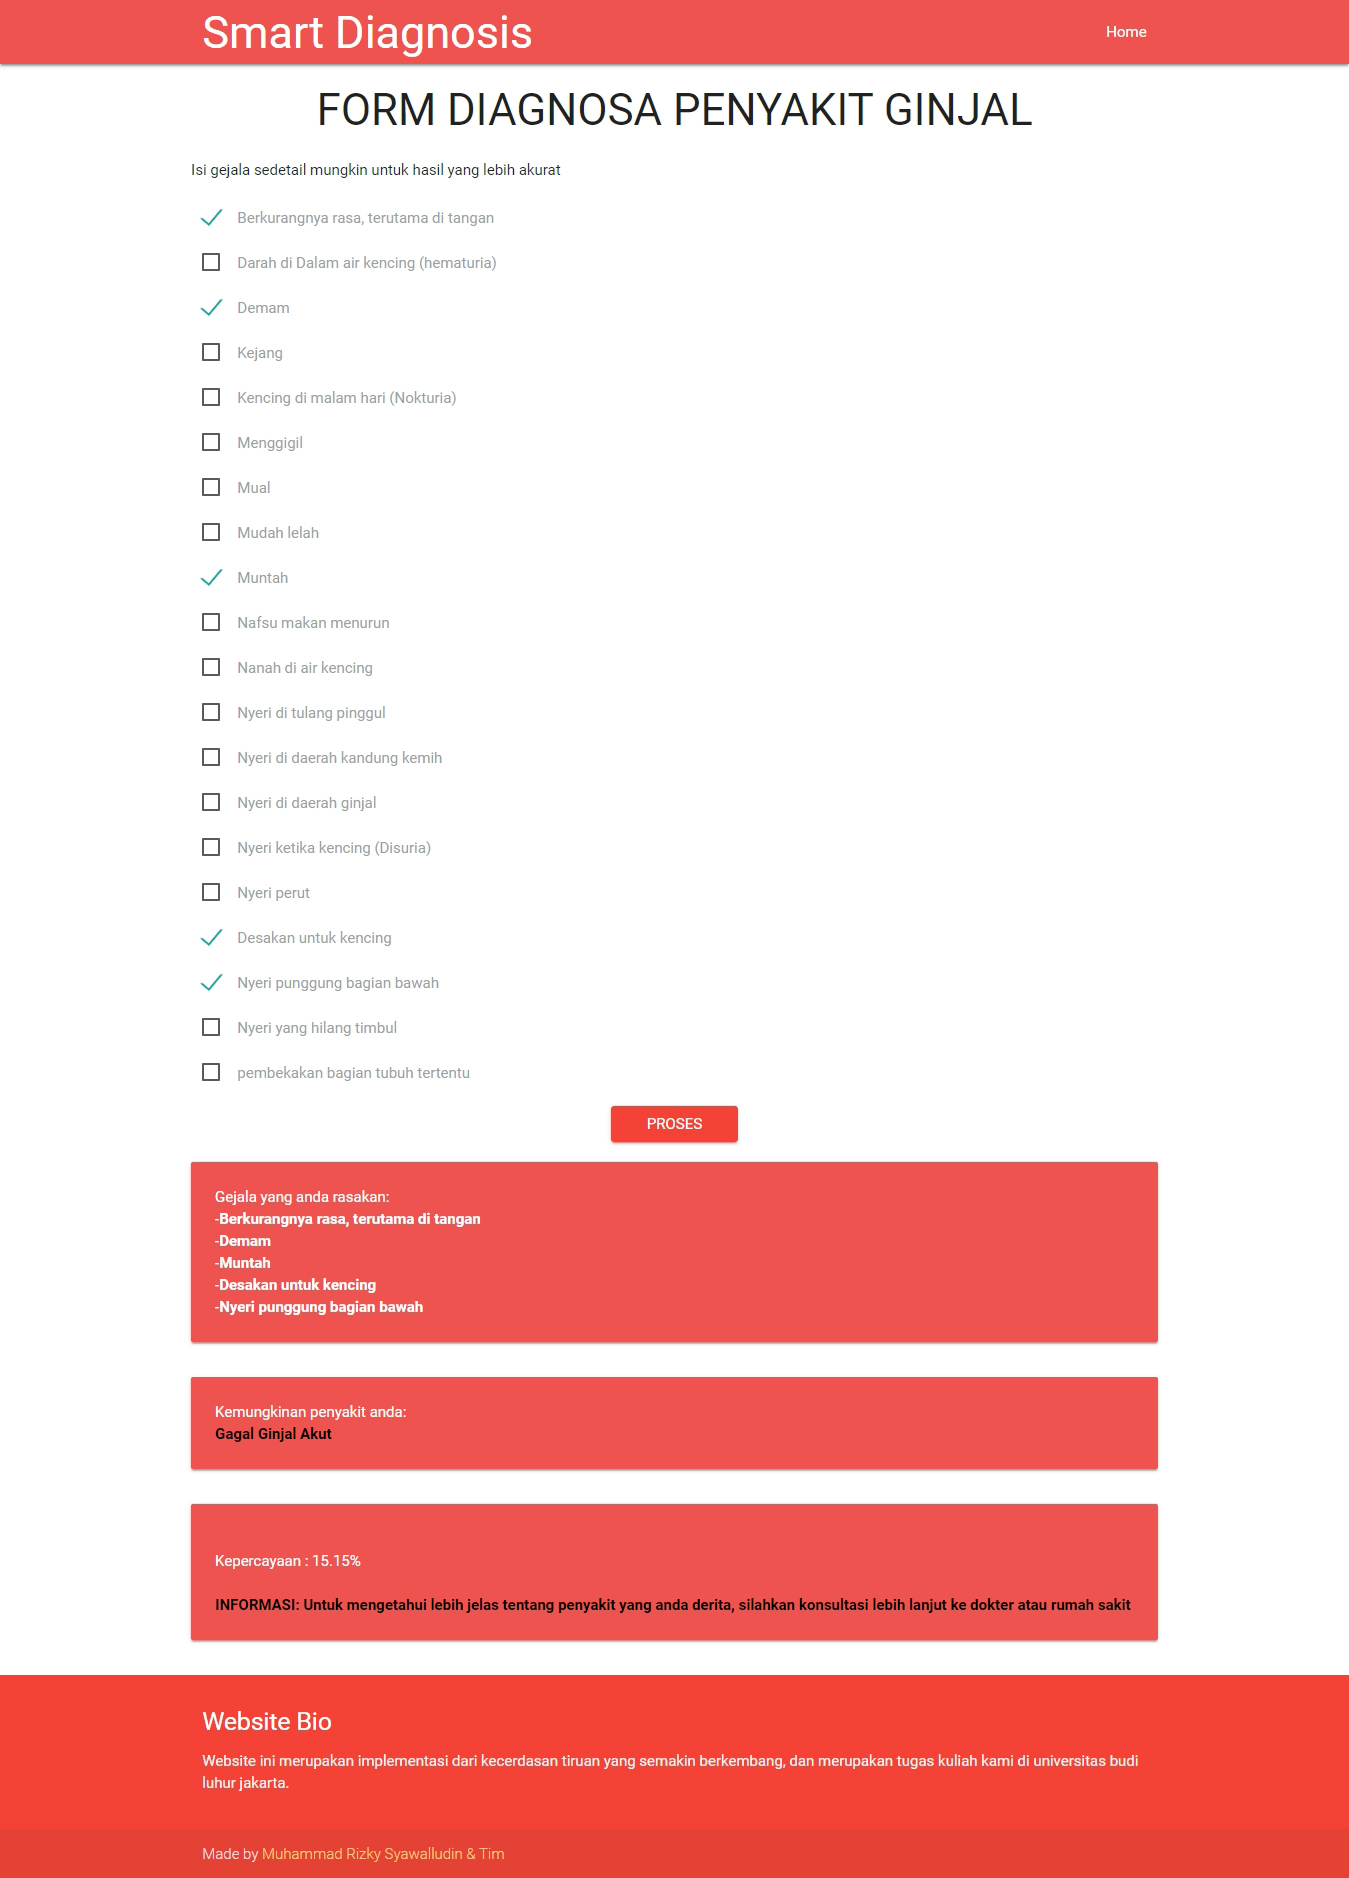 Smart Diagnosis
Home
FORM DIAGNOSA PENYAKIT GINJAL
Isi gejala sedetail mungkin untuk hasil yang lebih akurat
Berkurangnya rasa, terutama di tangan
Darah di Dalam air kencing (hematuria)
Demam
Kejang
Kencing di malam hari (Nokturia)
Menggigil
Mual
Mudah lelah
Muntah
Nafsu makan menurun
Nanah di air kencing
Nyeri di tulang pinggul
Nyeri di daerah kandung kemih
Nyeri di daerah ginjal
Nyeri ketika kencing (Disuria)
Nyeri perut
Desakan untuk kencing
Nyeri punggung bagian bawah
Nyeri yang hilang timbul
pembekakan bagian tubuh tertentu
PROSES
Gejala yang anda rasakan:
-Berkurangnya rasa, terutama di tangan
-Demam
-Muntah
-Desakan untuk kencing
-Nyeri punggung bagian bawah
Kemungkinan penyakit anda:
Gagal Ginjal Akut
Kepercayaan : 15.15%
INFORMASI: Untuk mengetahui lebih jelas tentang penyakit yang anda derita, silahkan konsultasi lebih lanjut ke dokter atau rumah sakit
Website Bio
Website ini merupakan implementasi dari kecerdasan tiruan yang semakin berkembang, dan merupakan tugas kuliah kami di universitas budi
luhur jakarta.
Made by Muhammad Rizky Syawalludin & Tim